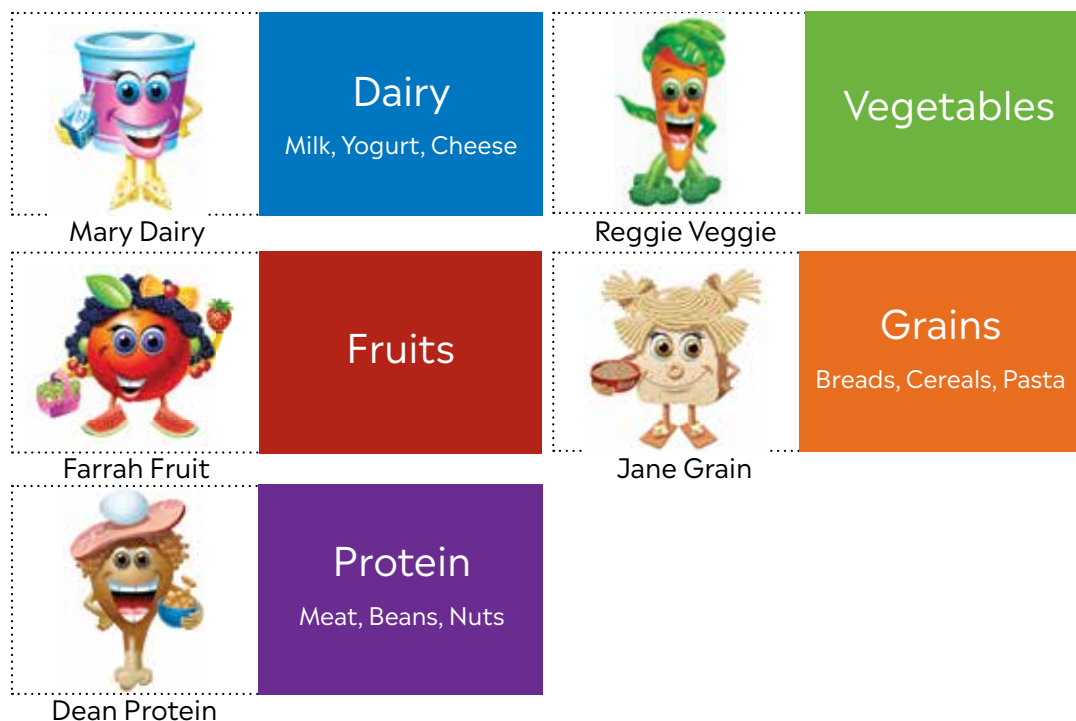 Dairy
Milk, Yogurt, Cheese
Mary Dairy
Vegetables
Reggie Veggie
Fruits
Farrah Fruit
Grains
Breads, Cereals, Pasta
Jane Grain
Protein
Meat, Beans, Nuts
Dean Protein